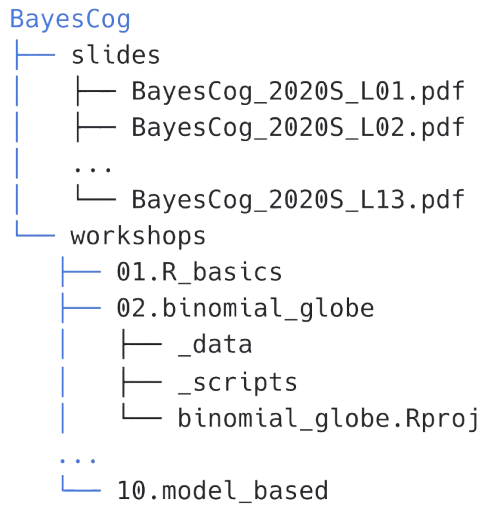 BayesCog
├── slides
│   ├── BayesCog_2020S_L01.pdf
│   ├── BayesCog_2020S_L02.pdf
│   ...
│   └── BayesCog_2020S_L13.pdf
└── workshops
    ├── 01.R_basics
    ├── 02.binomial_globe
    │   ├── _data
    │   ├── _scripts
    │   └── binomial_globe.Rproj
    ...
    └── 10.model_based